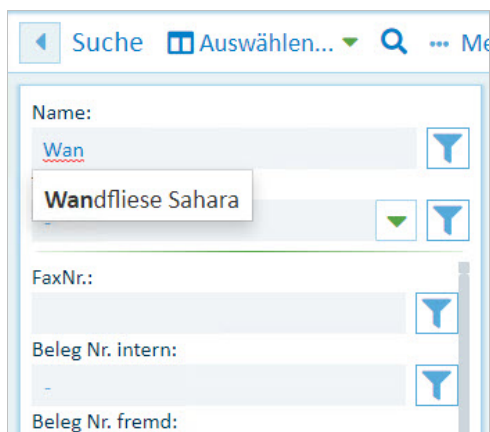 Suche Auswählen... ... Me
Name:
Wan
Wandfliese Sahara
-
FaxNr.:
Beleg Nr. intern:
-
Beleg Nr. fremd: